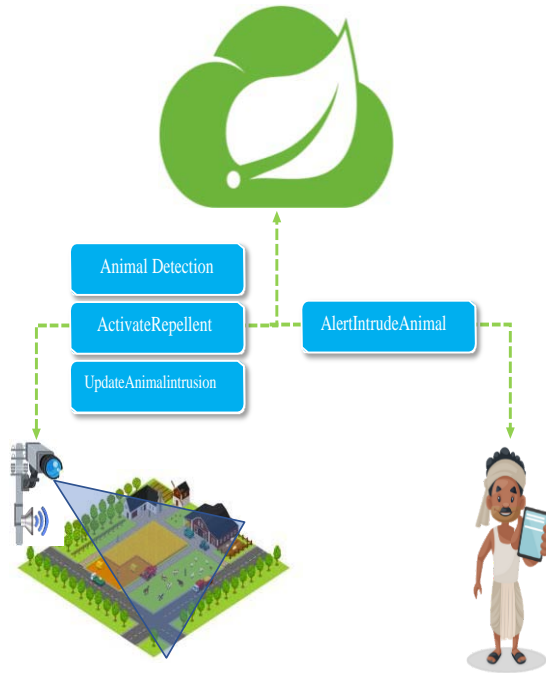 Animal Detection
ActivateRepellent
AlertIntrudeAnimal
UpdateAnimalintrusion